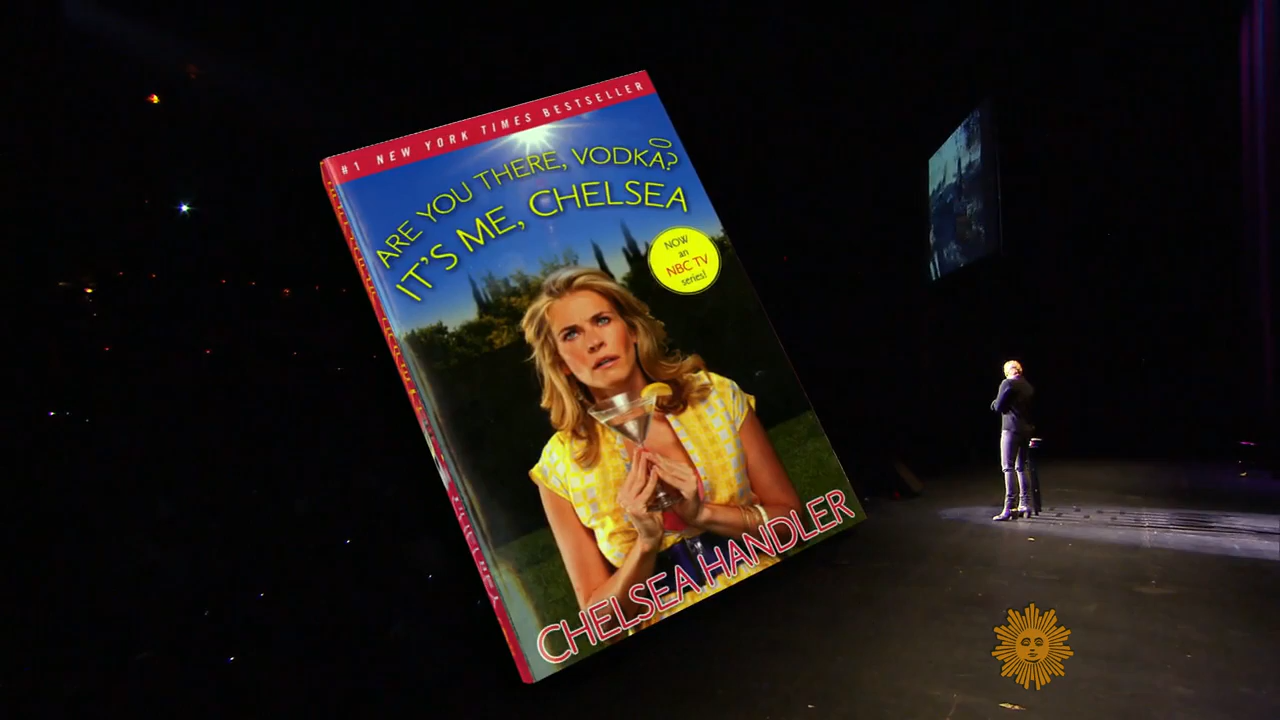 #1 NEW YORK TIMES BESTSELLER
ARE YOU THERE, VODKA?
IT'S ME, CHELSEA
NOW
an
NBC TV
series!
CHELSEA HANDLER